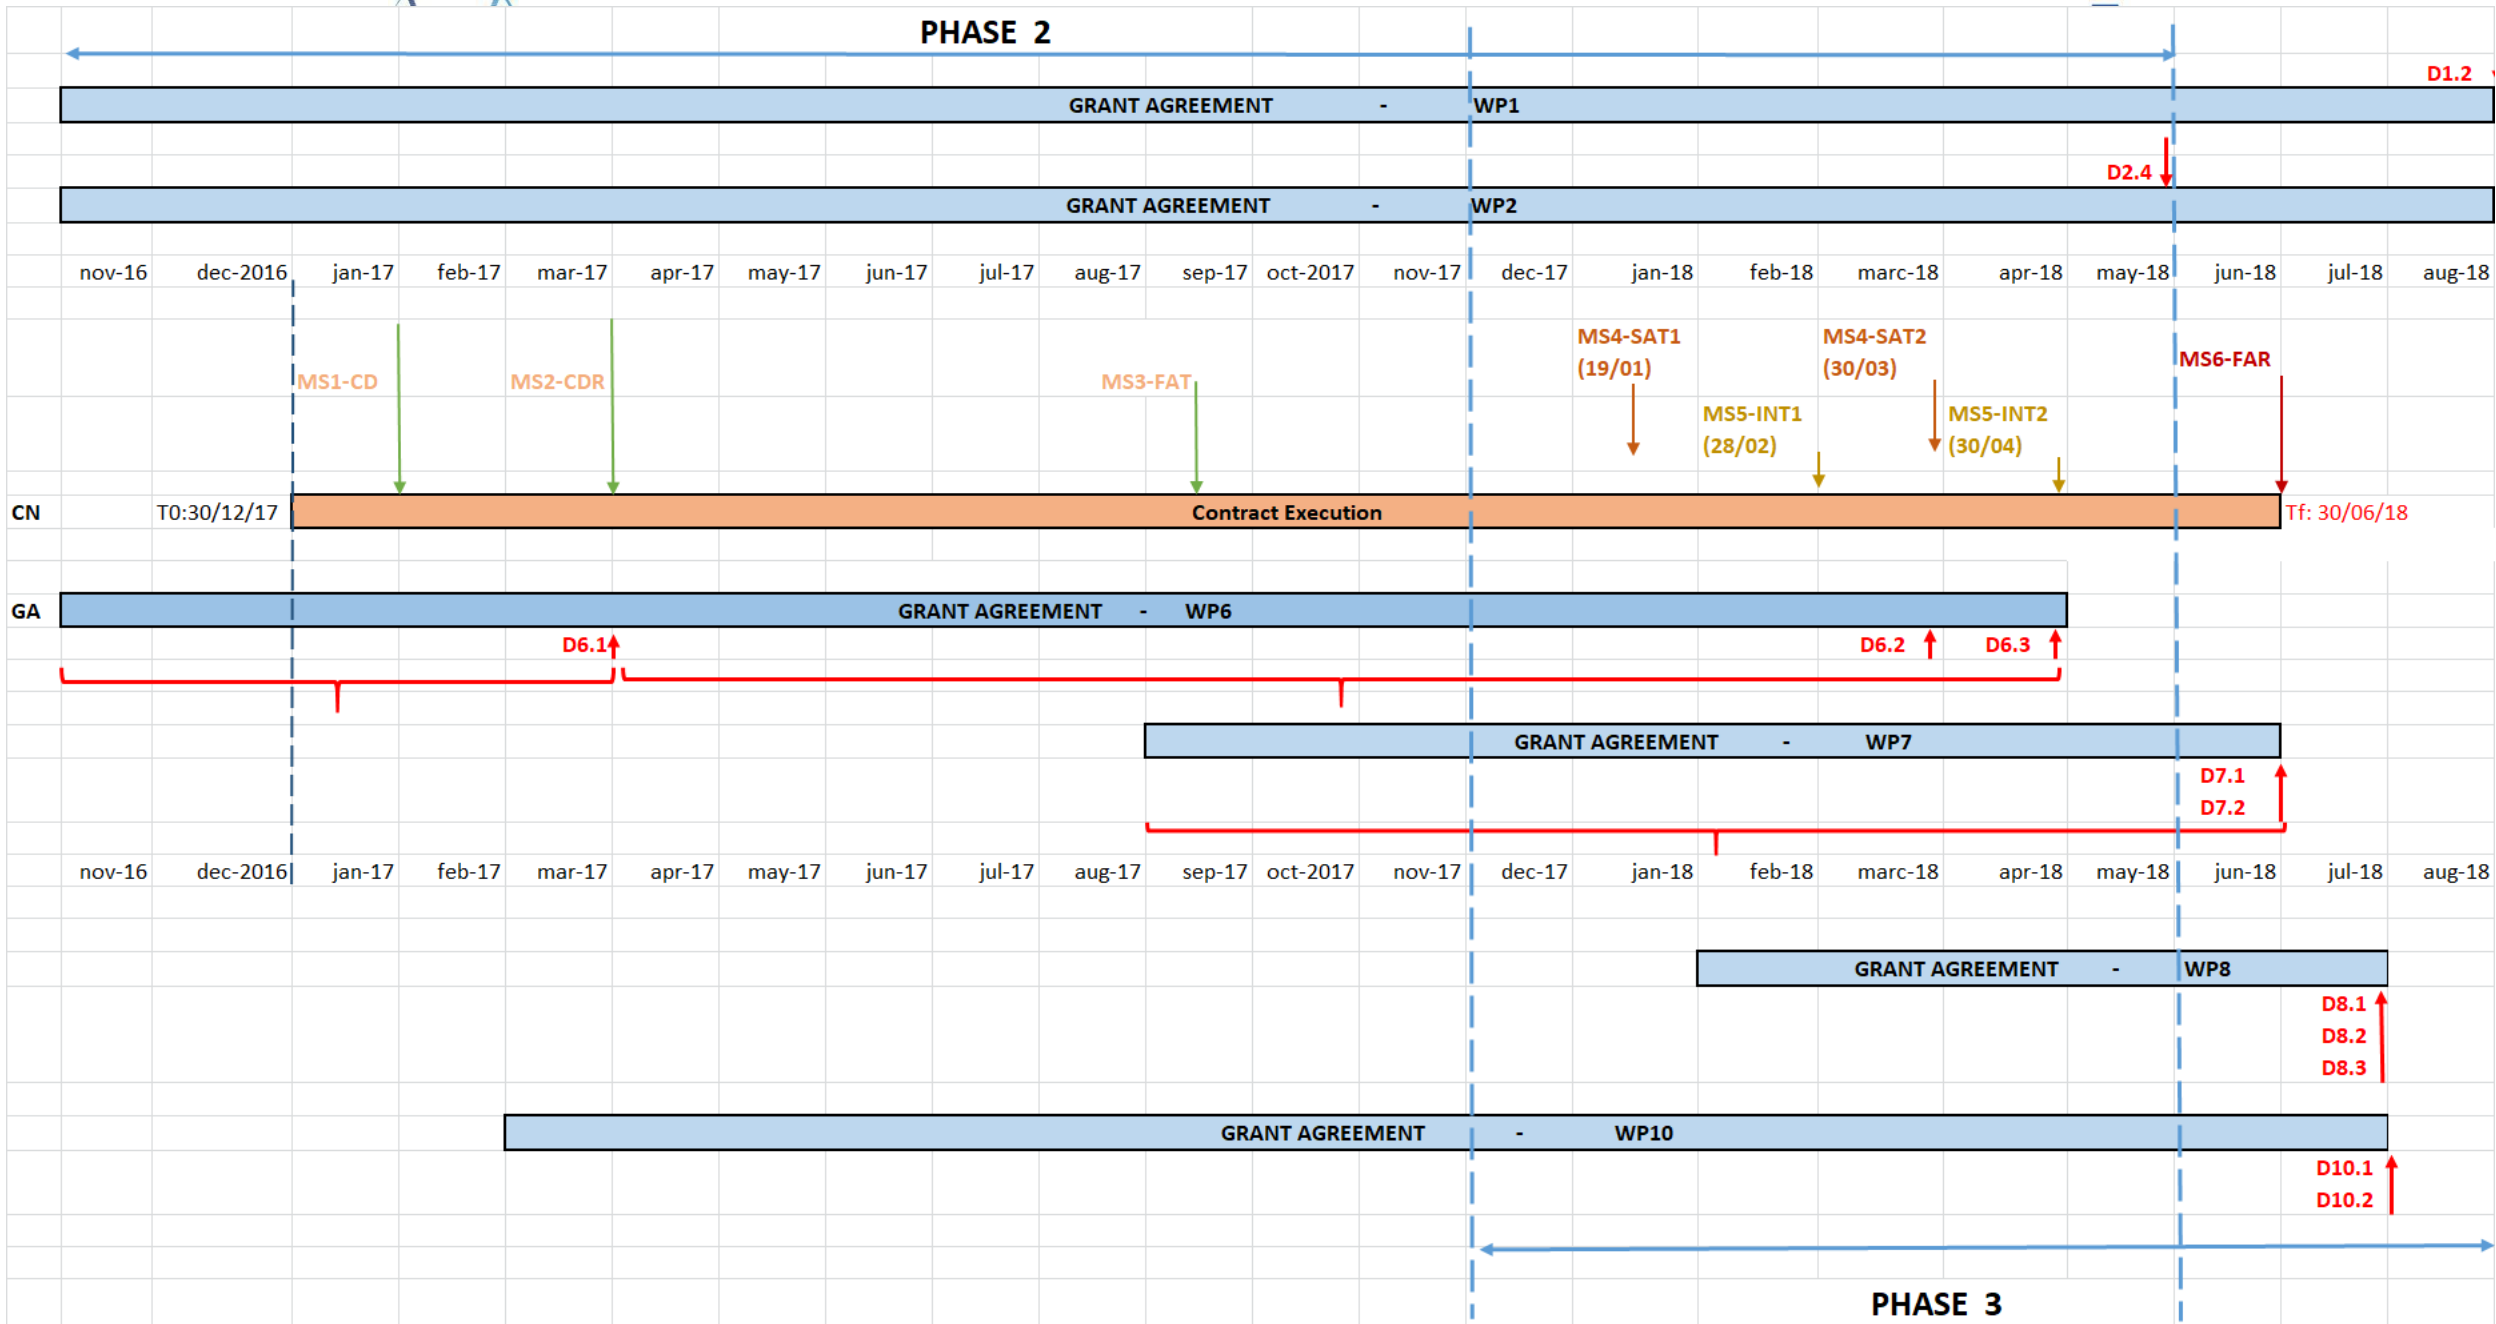 PHASE 2
D1.2
GRANT AGREEMENT - WP1
D2.4
GRANT AGREEMENT - WP2
nov-16 dec-2016 jan-17 feb-17 mar-17 apr-17 may-17 jun-17 jul-17 aug-17 sep-17 oct-2017 nov-17 dec-17 jan-18 feb-18 marc-18 apr-18 may-18 jun-18 jul-18 aug-18
MS4-SAT1
(19/01)
MS4-SAT2
(30/03)
MS6-FAR
MS1-CD
MS2-CDR
MS3-FAT
MS5-INT1
(28/02)
MS5-INT2
(30/04)
CN T0:30/12/17 Contract Execution Tf: 30/06/18
GA GRANT AGREEMENT - WP6
D6.1 D6.2 D6.3
GRANT AGREEMENT - WP7
D7.1
D7.2
nov-16 dec-2016 jan-17 feb-17 mar-17 apr-17 may-17 jun-17 jul-17 aug-17 sep-17 oct-2017 nov-17 dec-17 jan-18 feb-18 marc-18 apr-18 may-18 jun-18 jul-18 aug-18
GRANT AGREEMENT - WP8
D8.1
D8.2
D8.3
GRANT AGREEMENT - WP10
D10.1
D10.2
PHASE 3